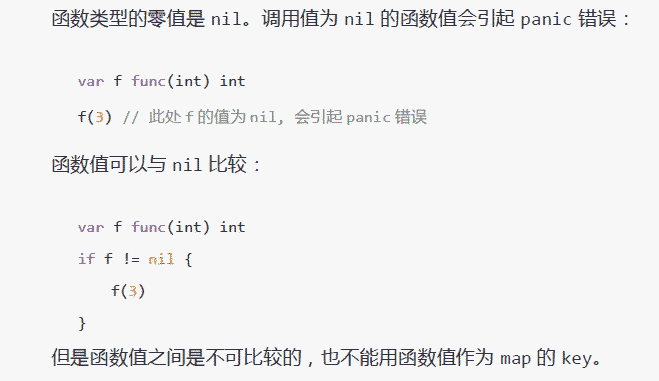 函数类型的零值是 nil。调用值为 nil 的函数值会引起 panic 错误：
var f func(int) int
f(3) // 此处 f 的值为 nil, 会引起 panic 错误
函数值可以与 nil 比较：
var f func(int) int
if f != nil {
f(3)
}
但是函数值之间是不可比较的，也不能用函数值作为 map 的 key。